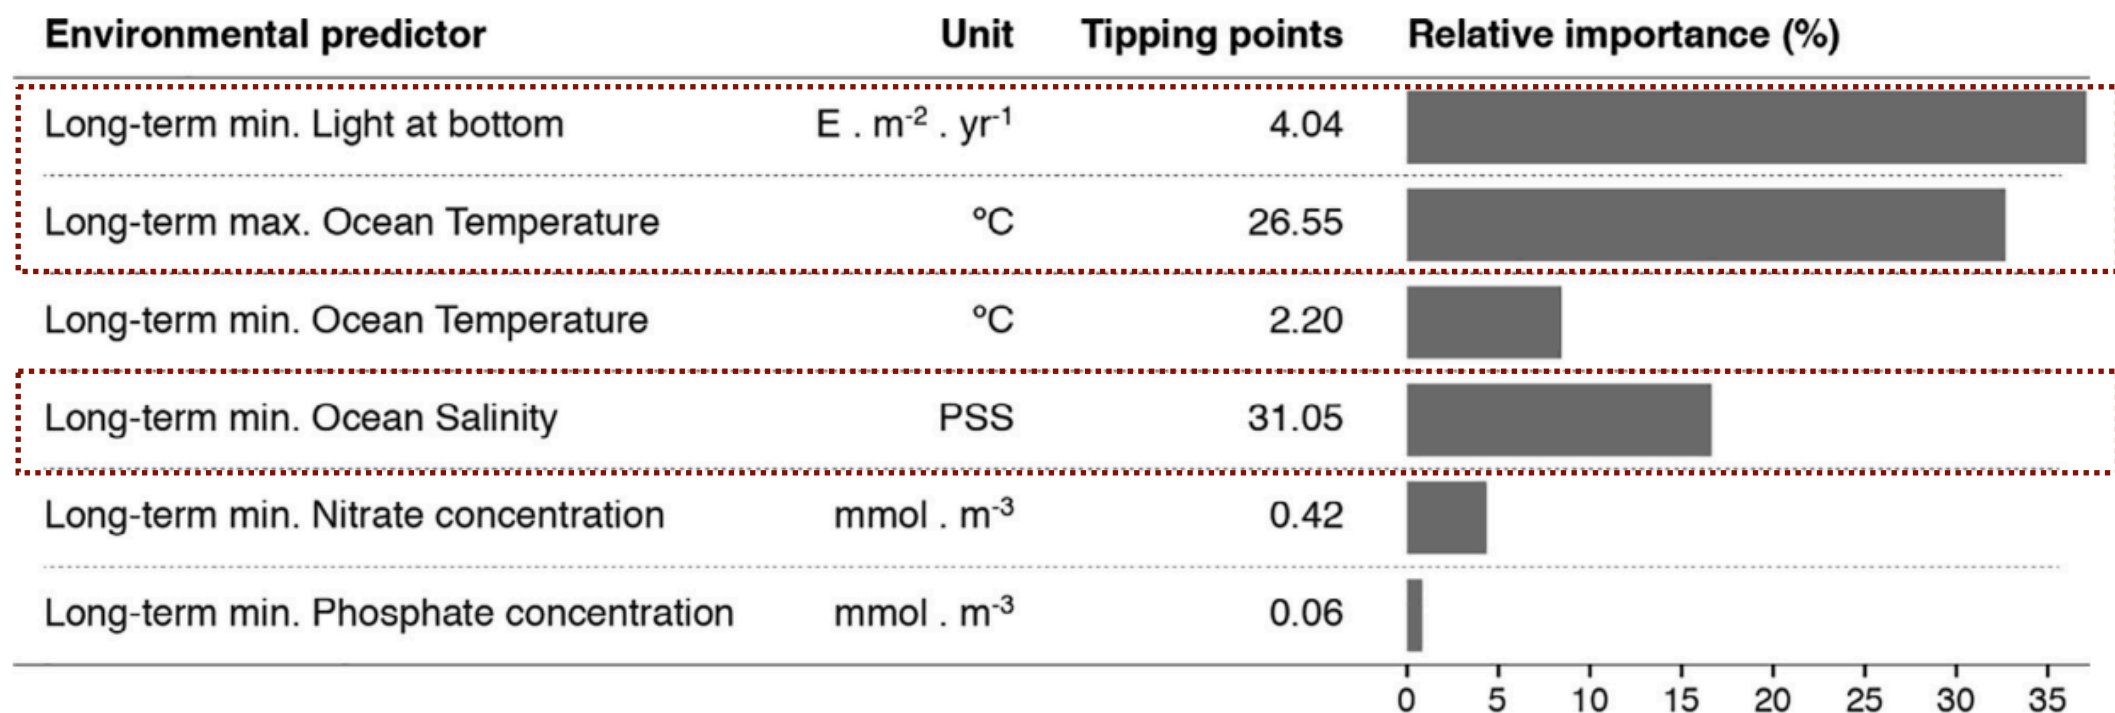 Environmental predictor Unit Tipping points Relative importance (%)
Long-term min. Light at bottom E . m-2 . yr-1 4.04
Long-term max. Ocean Temperature °C 26.55
Long-term min. Ocean Temperature °C 2.20
Long-term min. Ocean Salinity PSS 31.05
Long-term min. Nitrate concentration mmol . m-3 0.42
Long-term min. Phosphate concentration mmol . m-3 0.06
0 5 10 15 20 25 30 35